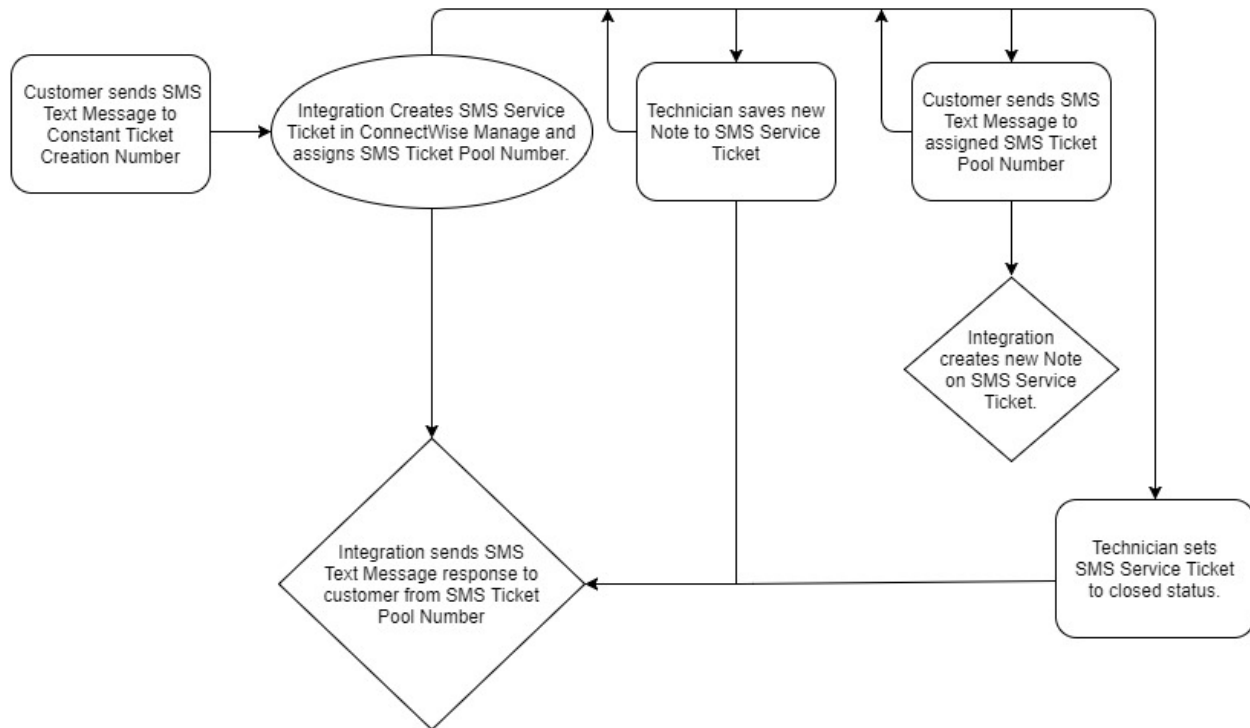 Customer sends SMS
Text Message to
Constant Ticket
Creation Number
Integration Creates SMS Service
Ticket in ConnectWise Manage and
assigns SMS Ticket Pool Number.
Technician saves new
Note to SMS Service
Ticket
Customer sends SMS
Text Message to
assigned SMS Ticket
Pool Number
Integration
creates new Note
on SMS Service
Ticket.
Integration sends SMS
Text Message response to
customer from SMS Ticket
Pool Number
Technician sets
SMS Service Ticket
to closed status.